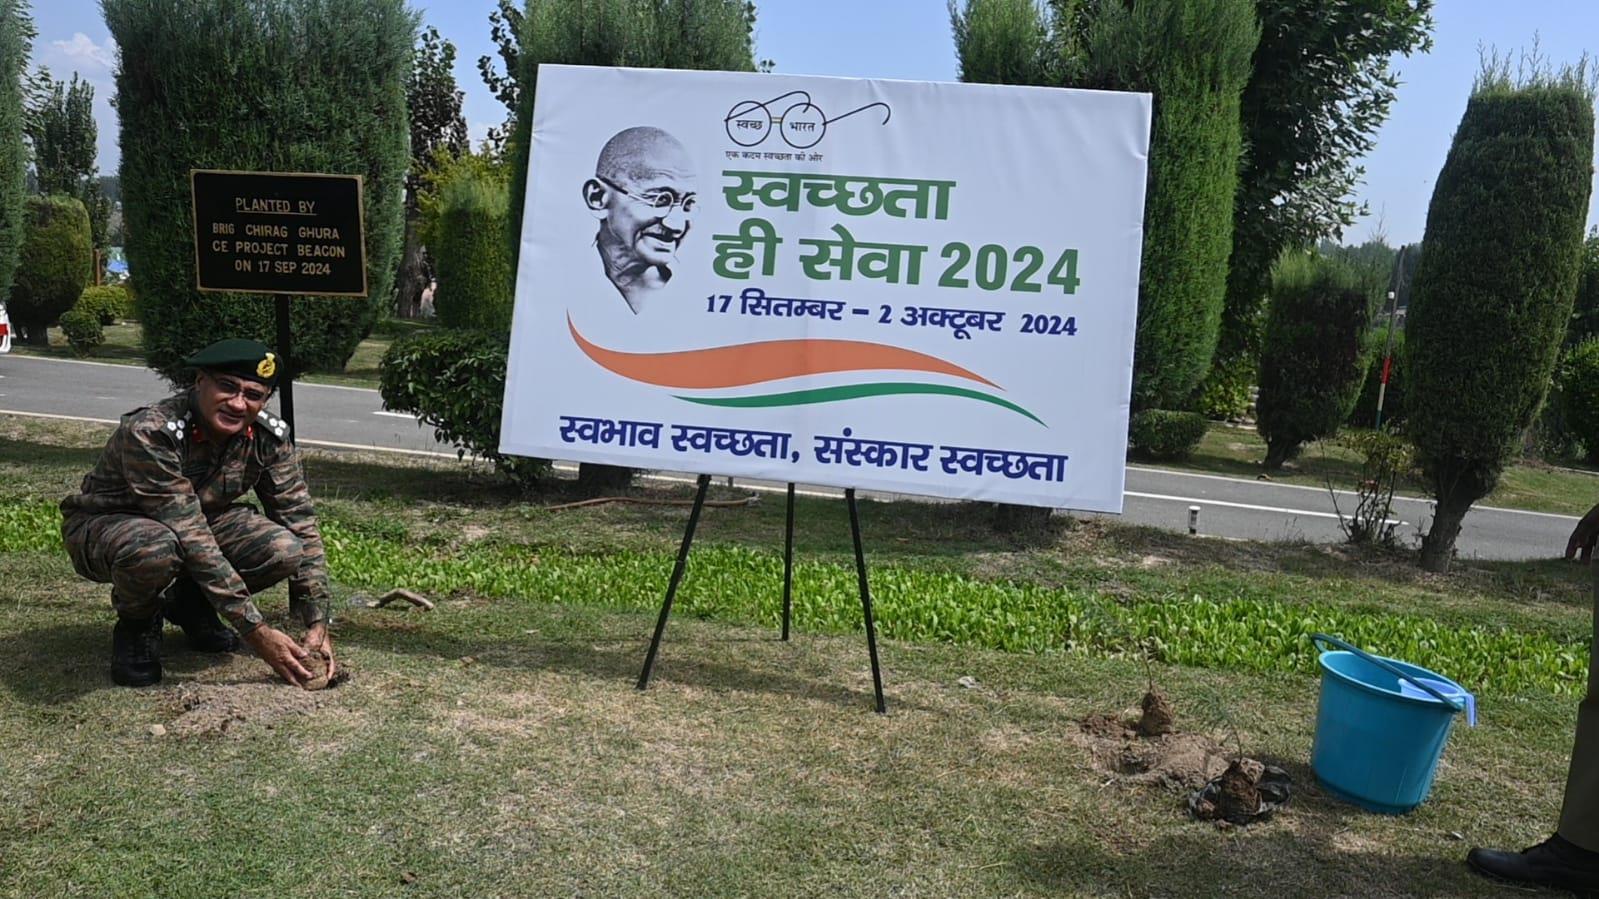 PLANTED BY
BRIG CHIRAG GHURA
CE PROJECT BEACON
ON 17 SEP 2024
स्वच्छ भारत
एक कदम स्वच्छता की ओर
स्वच्छता
ही सेवा 2024
17 सितम्बर – 2 अक्टूबर 2024
स्वभाव स्वच्छता, संस्कार स्वच्छता